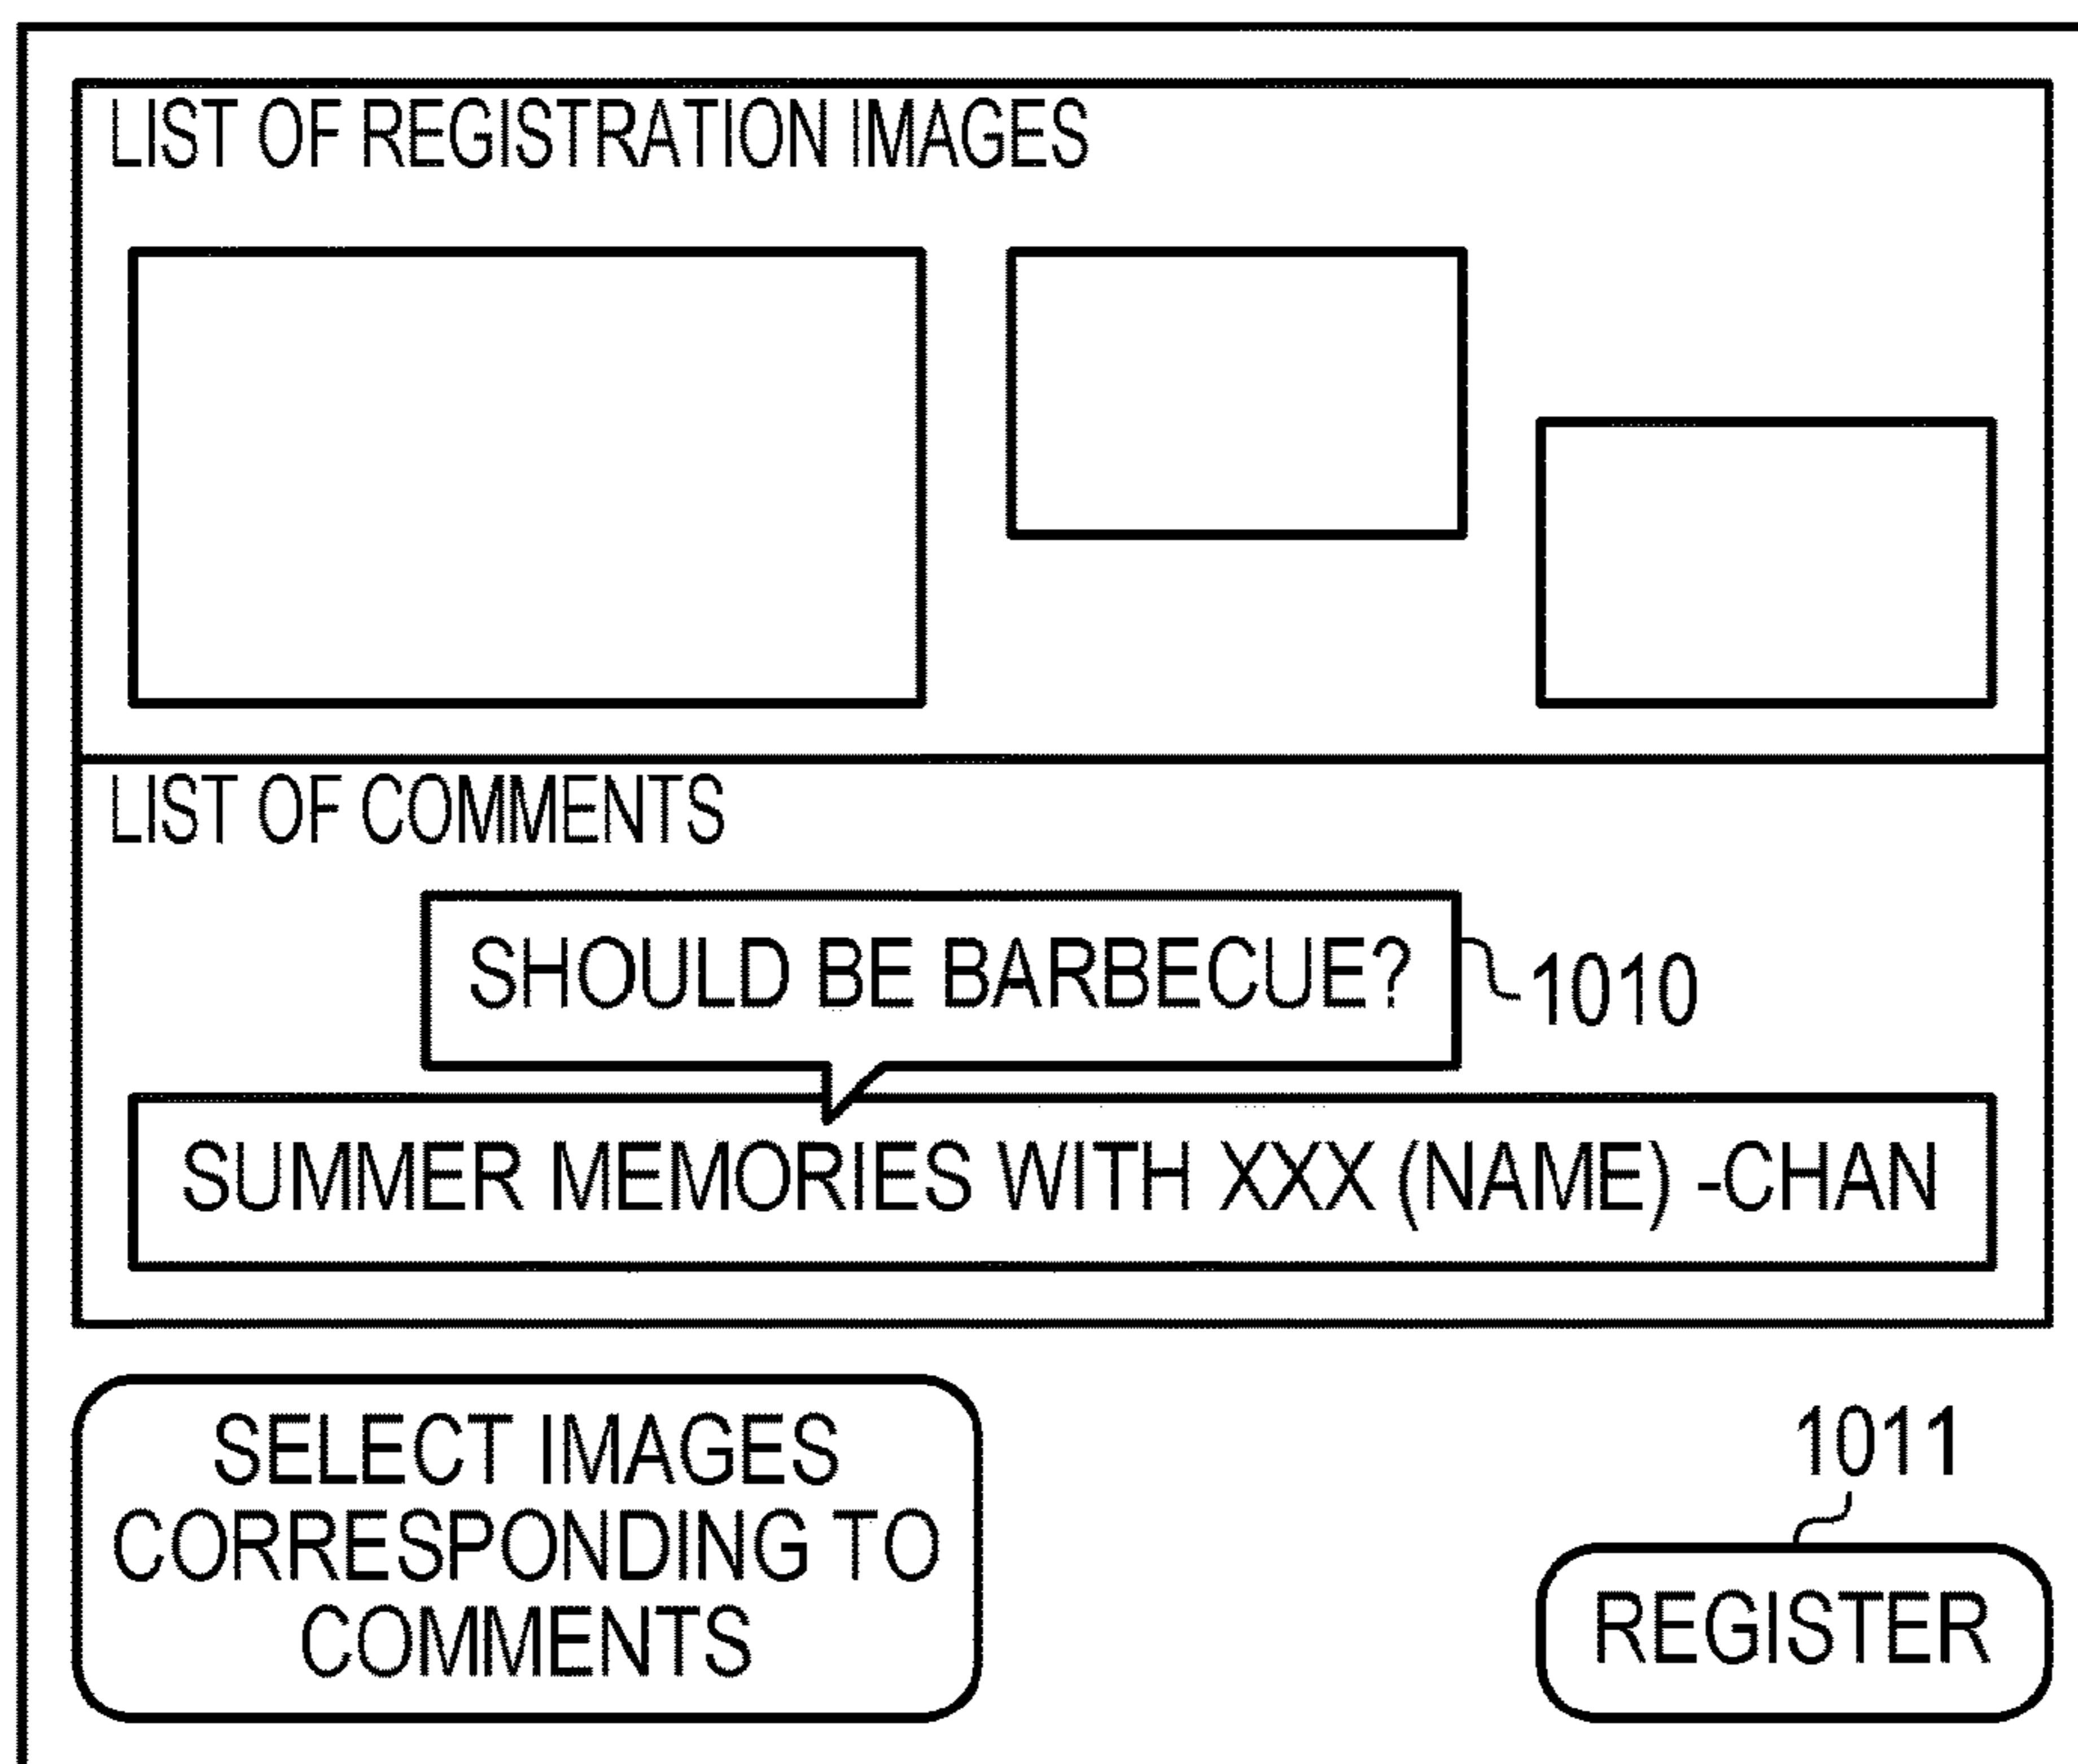 LIST OF REGISTRATION IMAGES
LIST OF COMMENTS
SHOULD BE BARBECUE?
1010
SUMMER MEMORIES WITH XXX (NAME) -CHAN
SELECT IMAGES
CORRESPONDING TO
COMMENTS
1011
REGISTER